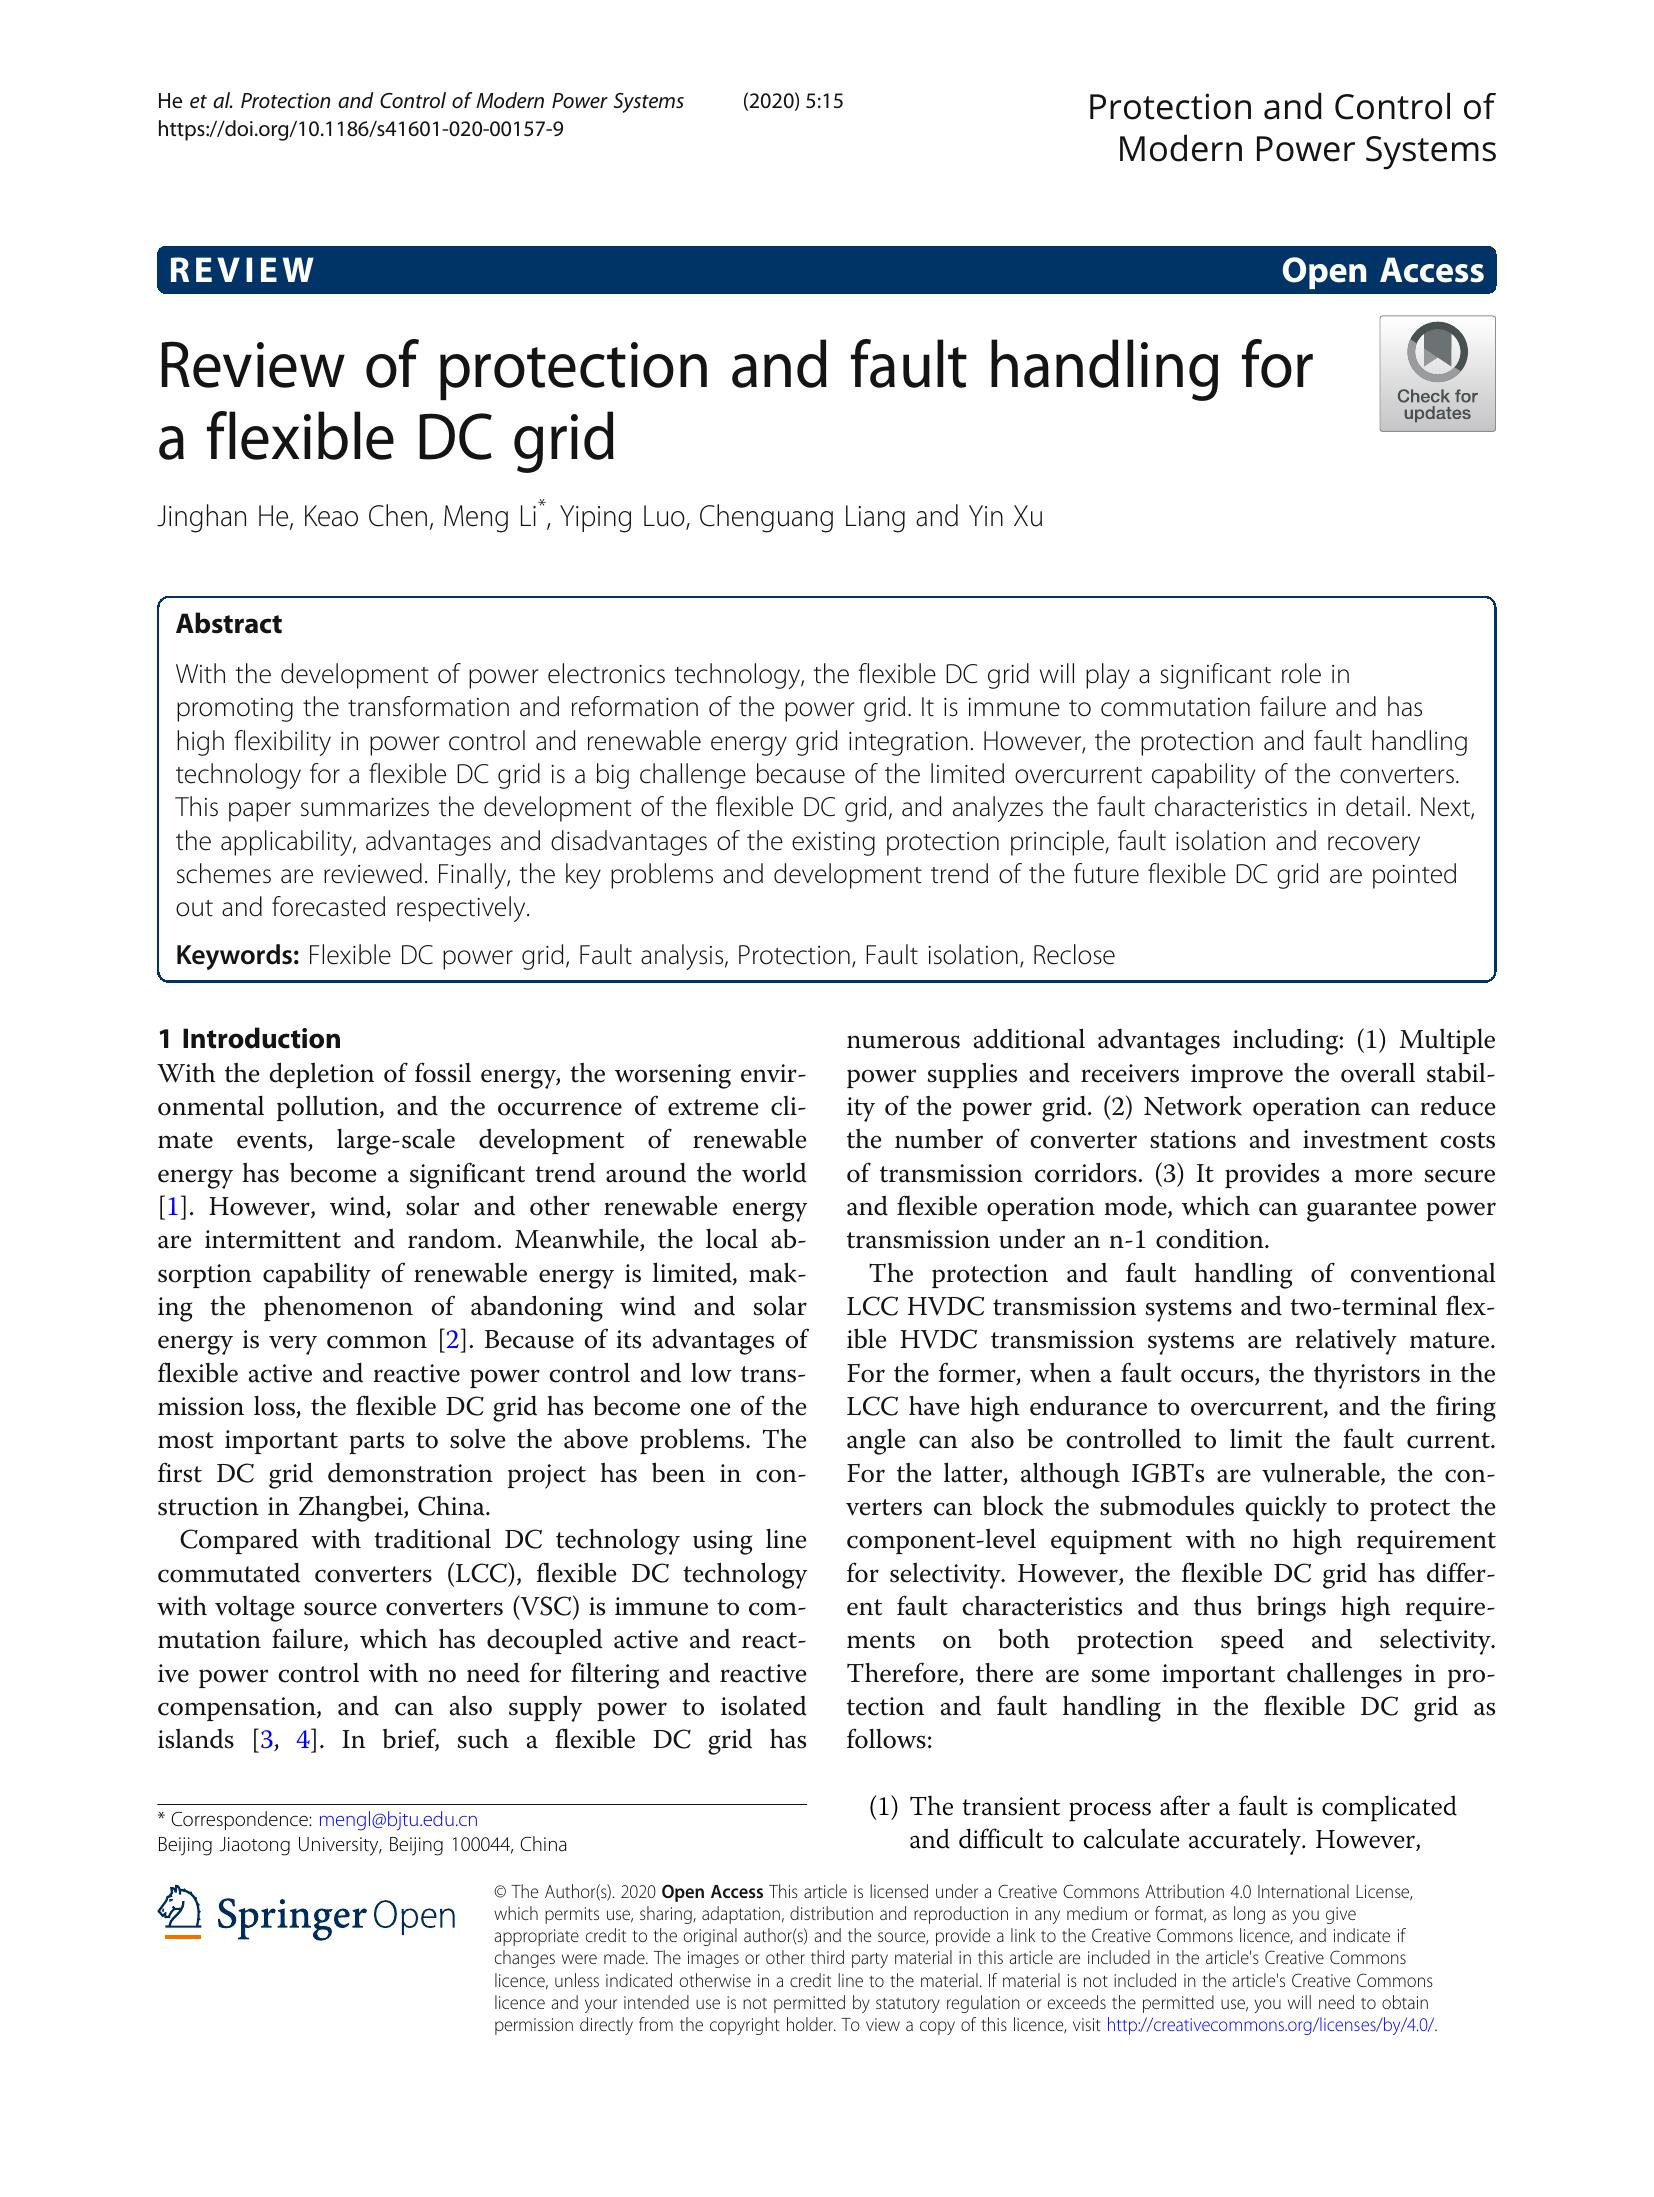 He et al. Protection and Control of Modern Power Systems (2020) 5:15
https://doi.org/10.1186/s41601-020-00157-9
Protection and Control of
Modern Power Systems
REVIEW
Open Access
Check for
updates
Review of protection and fault handling for
a flexible DC grid
Jinghan He, Keao Chen, Meng Li*, Yiping Luo, Chenguang Liang and Yin Xu
Abstract
With the development of power electronics technology, the flexible DC grid will play a significant role in
promoting the transformation and reformation of the power grid. It is immune to commutation failure and has
high flexibility in power control and renewable energy grid integration. However, the protection and fault handling
technology for a flexible DC grid is a big challenge because of the limited overcurrent capability of the converters.
This paper summarizes the development of the flexible DC grid, and analyzes the fault characteristics in detail. Next,
the applicability, advantages and disadvantages of the existing protection principle, fault isolation and recovery
schemes are reviewed. Finally, the key problems and development trend of the future flexible DC grid are pointed
out and forecasted respectively.
Keywords: Flexible DC power grid, Fault analysis, Protection, Fault isolation, Reclose
1 Introduction
With the depletion of fossil energy, the worsening envir-
onmental pollution, and the occurrence of extreme cli-
mate events, large-scale development of renewable
energy has become a significant trend around the world
[1]. However, wind, solar and other renewable energy
are intermittent and random. Meanwhile, the local ab-
sorption capability of renewable energy is limited, mak-
ing the phenomenon of abandoning wind and solar
energy is very common [2]. Because of its advantages of
flexible active and reactive power control and low trans-
mission loss, the flexible DC grid has become one of the
most important parts to solve the above problems. The
first DC grid demonstration project has been in con-
struction in Zhangbei, China.
Compared with traditional DC technology using line
commutated converters (LCC), flexible DC technology
with voltage source converters (VSC) is immune to com-
mutation failure, which has decoupled active and react-
ive power control with no need for filtering and reactive
compensation, and can also supply power to isolated
islands [3, 4]. In brief, such a flexible DC grid has
numerous additional advantages including: (1) Multiple
power supplies and receivers improve the overall stabil-
ity of the power grid. (2) Network operation can reduce
the number of converter stations and investment costs
of transmission corridors. (3) It provides a more secure
and flexible operation mode, which can guarantee power
transmission under an n-1 condition.
The protection and fault handling of conventional
LCC HVDC transmission systems and two-terminal flex-
ible HVDC transmission systems are relatively mature.
For the former, when a fault occurs, the thyristors in the
LCC have high endurance to overcurrent, and the firing
angle can also be controlled to limit the fault current.
For the latter, although IGBTs are vulnerable, the con-
verters can block the submodules quickly to protect the
component-level equipment with no high requirement
for selectivity. However, the flexible DC grid has differ-
ent fault characteristics and thus brings high require-
ments on both protection speed and selectivity.
Therefore, there are some important challenges in pro-
tection and fault handling in the flexible DC grid as
follows:
(1) The transient process after a fault is complicated
and difficult to calculate accurately. However,
* Correspondence: mengl@bjtu.edu.cn
Beijing Jiaotong University, Beijing 100044, China
Springer Open
© The Author(s). 2020 Open Access This article is licensed under a Creative Commons Attribution 4.0 International License,
which permits use, sharing, adaptation, distribution and reproduction in any medium or format, as long as you give
appropriate credit to the original author(s) and the source, provide a link to the Creative Commons licence, and indicate if
changes were made. The images or other third party material in this article are included in the article's Creative Commons
licence, unless indicated otherwise in a credit line to the material. If material is not included in the article's Creative Commons
licence and your intended use is not permitted by statutory regulation or exceeds the permitted use, you will need to obtain
permission directly from the copyright holder. To view a copy of this licence, visit http://creativecommons.org/licenses/by/4.0/.